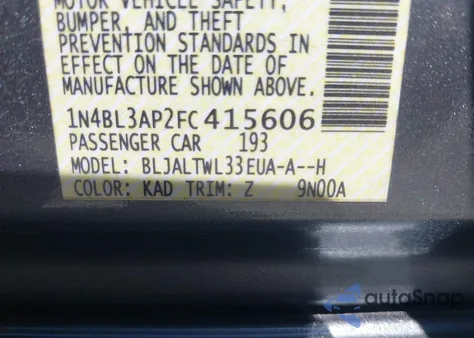 MOTOR VEHICLE SAFETY,
BUMPER, AND THEFT
PREVENTION STANDARDS IN
EFFECT ON THE DATE OF
MANUFACTURE SHOWN ABOVE.
1N4BL3AP2FC415606
PASSENGER CAR 193
MODEL: BLJALTWL33EUA-A--H
COLOR: KAD TRIM: Z 9N00A
autoSnap